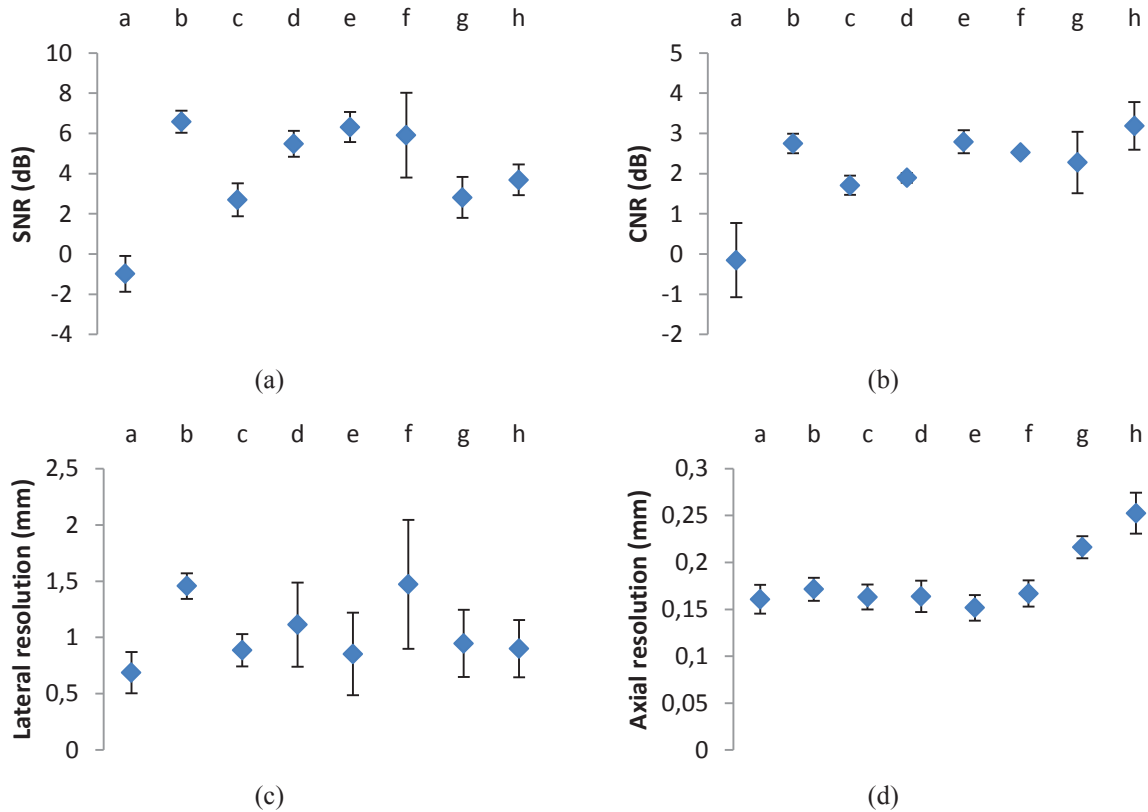 a b c d e f g h
10
8
6
4
2
0
-2
-4
SNR (dB)
(a)
a b c d e f g h
5
4
3
2
1
0
-1
-2
CNR (dB)
(b)
a b c d e f g h
2,5
2
1,5
1
0,5
0
Lateral resolution (mm)
(c)
a b c d e f g h
0,3
0,25
0,2
0,15
0,1
0,05
0
Axial resolution (mm)
(d)